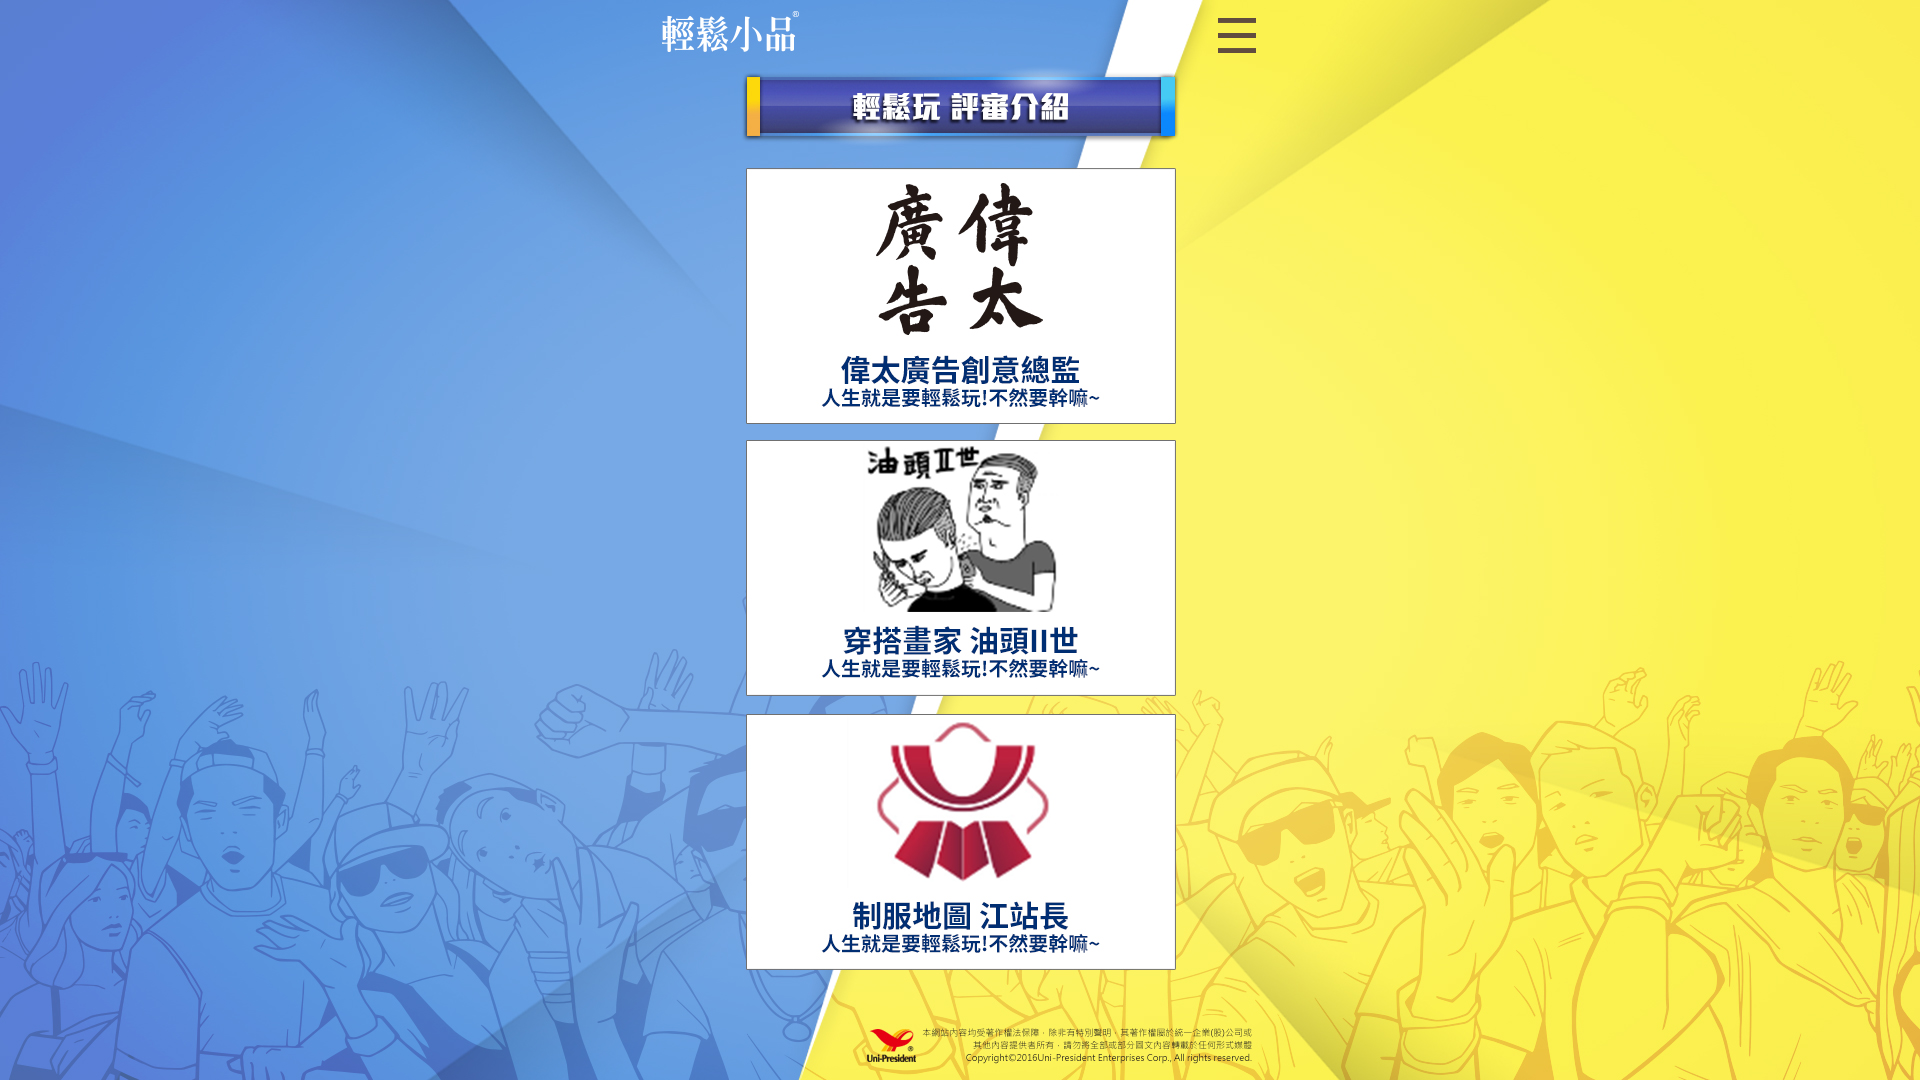 輕鬆小品®
輕鬆玩 評審介紹
廣偉
告太
偉太廣告創意總監
人生就是要輕鬆玩!不然要幹嘛~
油頭II世
穿搭畫家 油頭II世
人生就是要輕鬆玩!不然要幹嘛~
制服地圖 江站長
人生就是要輕鬆玩!不然要幹嘛~
Uni-President®
本網站內容均受著作權法保障，除非有特別聲明，其著作權屬於統一企業(股)公司或
其他內容提供者所有，請勿將全部或部分圖文內容轉載於任何形式媒體
Copyright©2016Uni-President Enterprises Corp., All rights reserved.